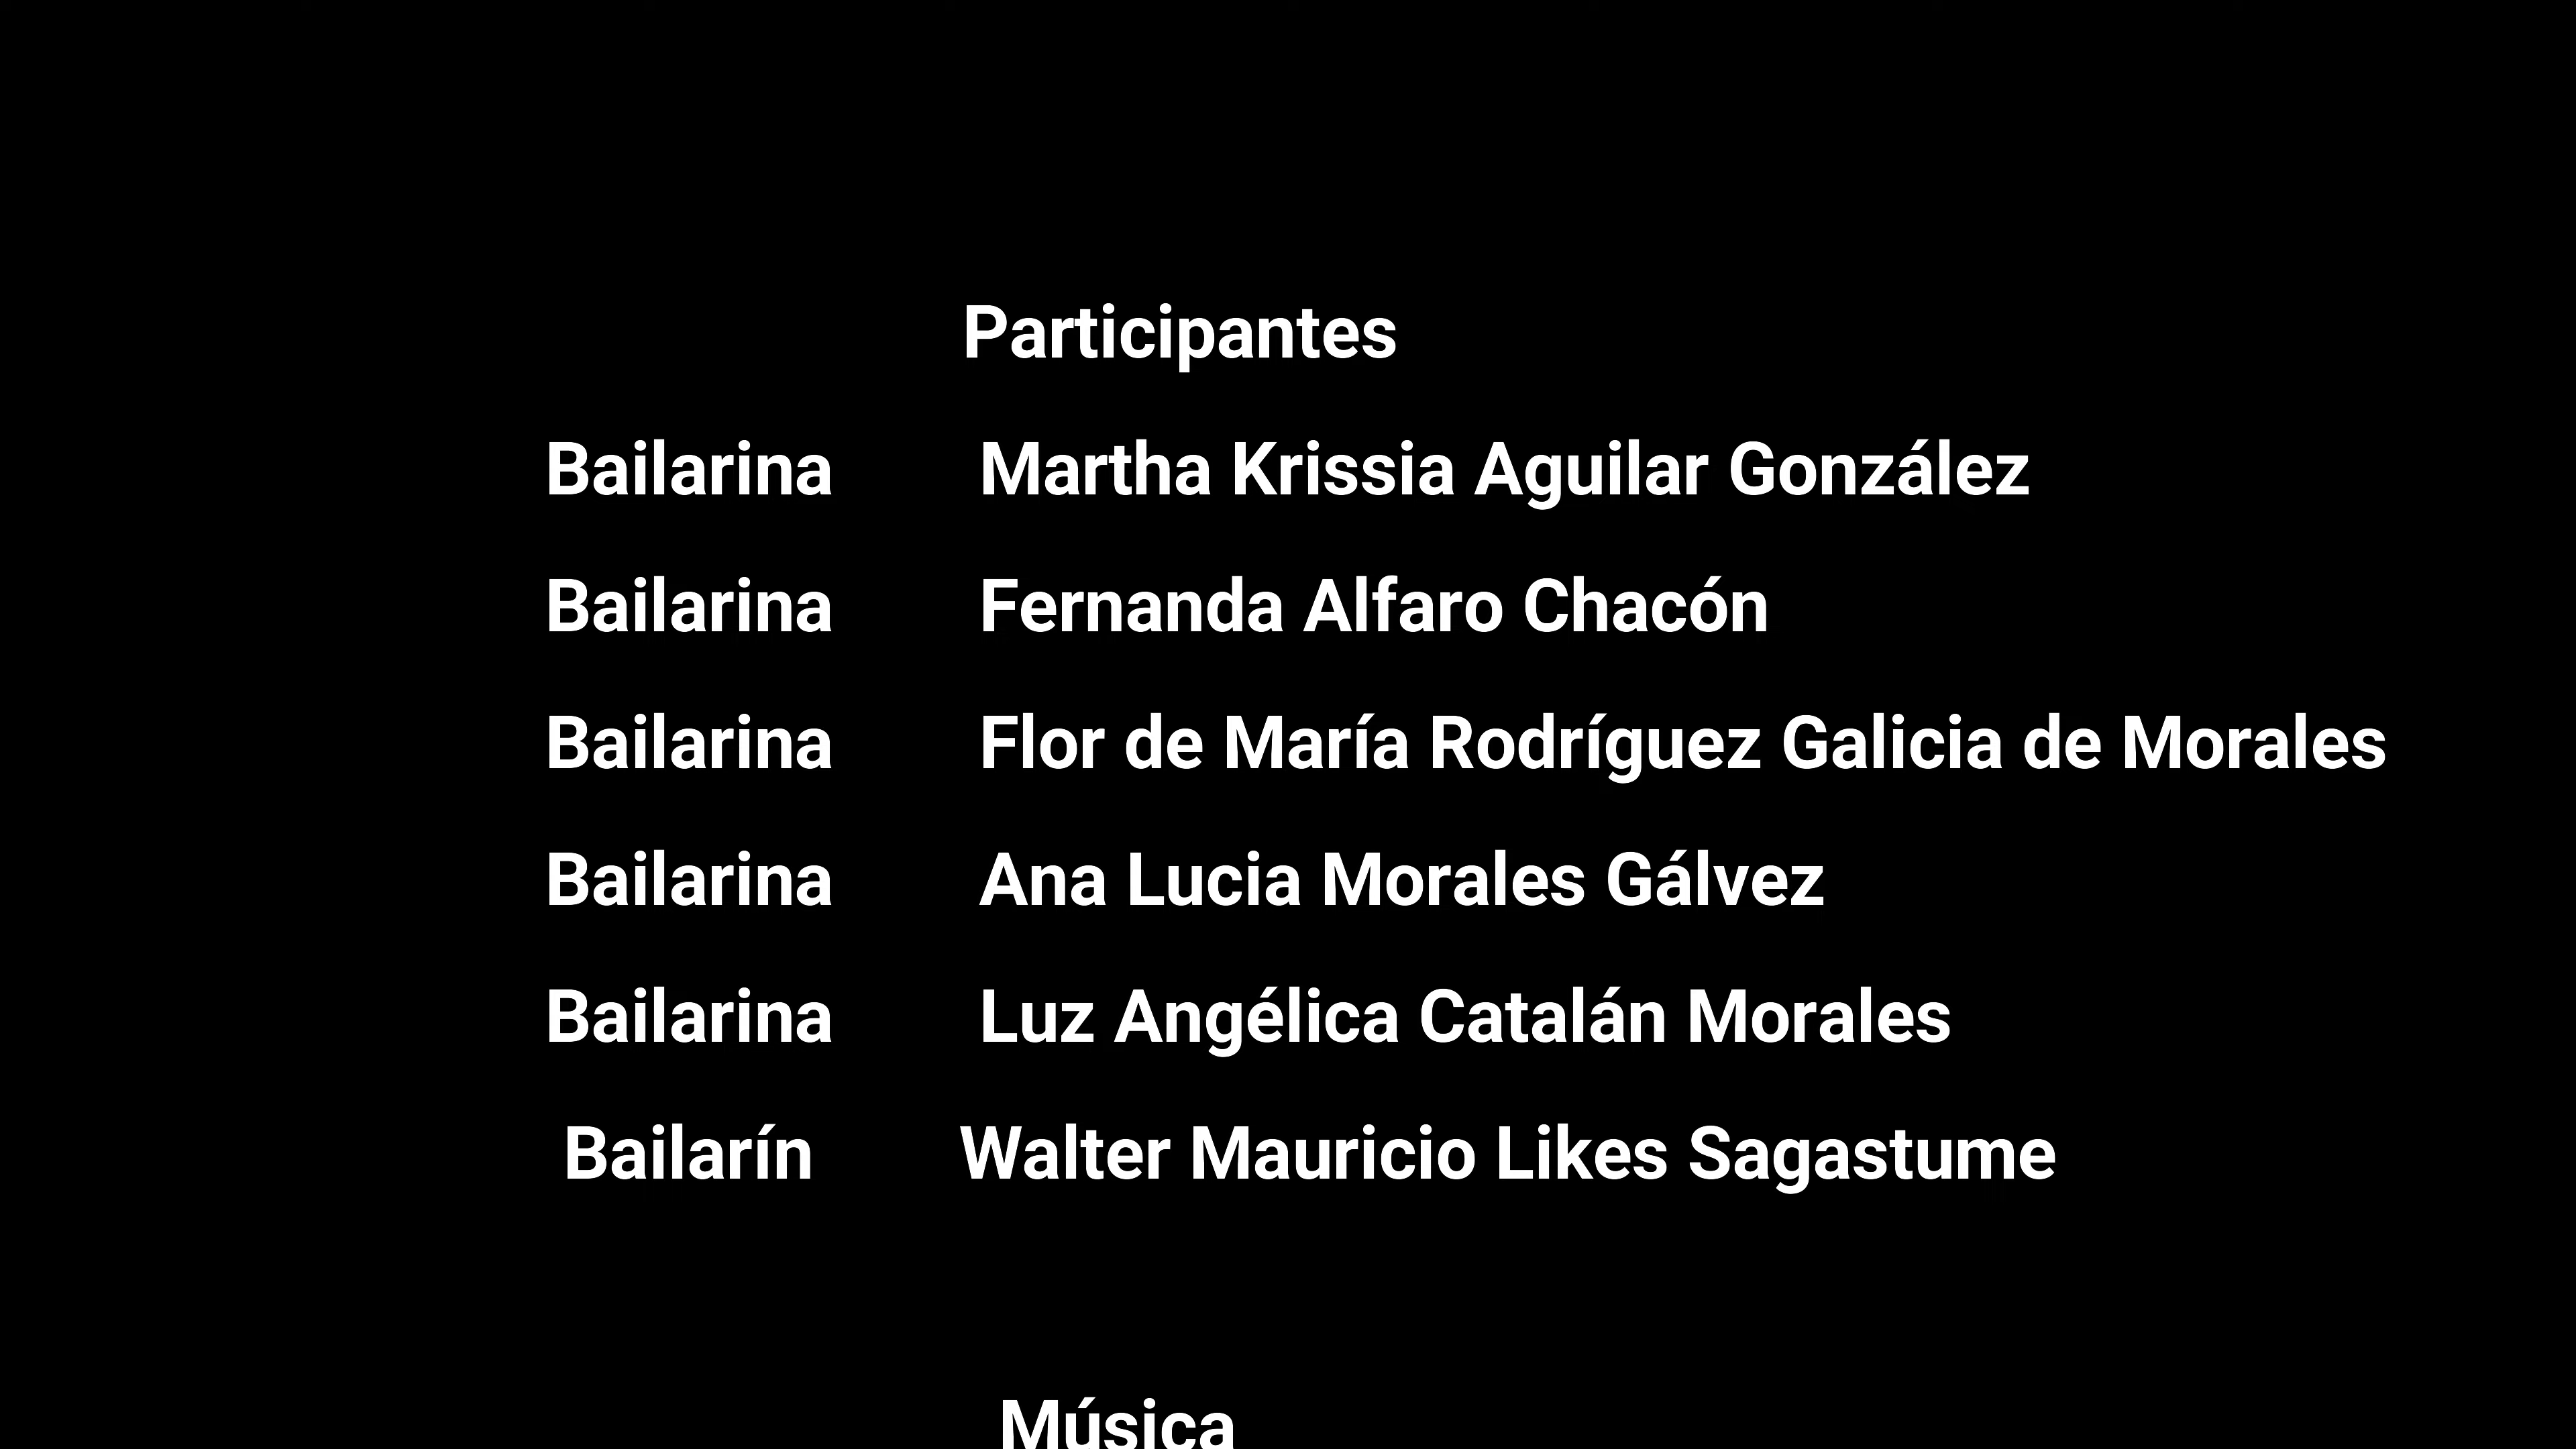 Participantes
Bailarina Martha Krissia Aguilar González
Bailarina Fernanda Alfaro Chacón
Bailarina Flor de María Rodríguez Galicia de Morales
Bailarina Ana Lucia Morales Gálvez
Bailarina Luz Angélica Catalán Morales
Bailarín Walter Mauricio Likes Sagastume
Música